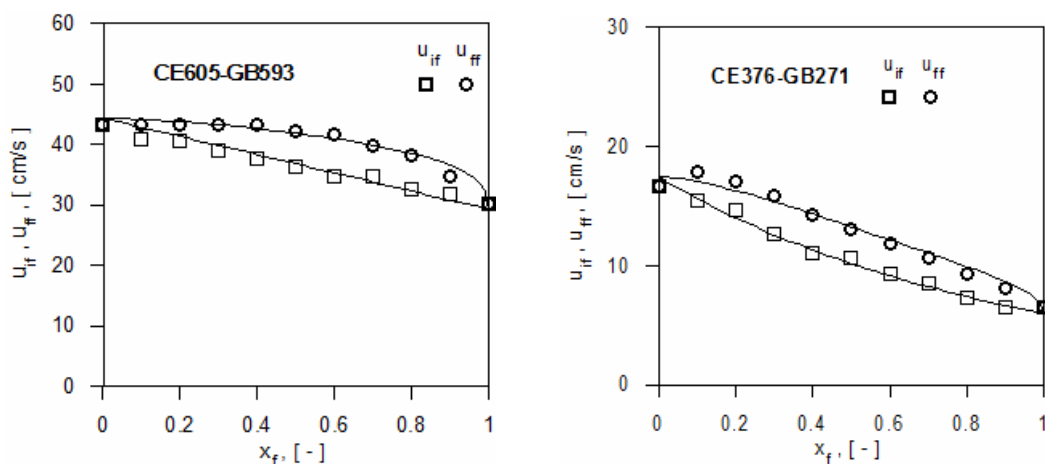 60
50
40
30
20
10
0
u_if , u_ff , [ cm/s ]
CE605-GB593
u_if u_ff
0 0.2 0.4 0.6 0.8 1
x_f , [ - ]
30
20
10
0
u_if , u_ff , [ cm/s ]
CE376-GB271
u_if u_ff
0 0.2 0.4 0.6 0.8 1
x_f , [ - ]